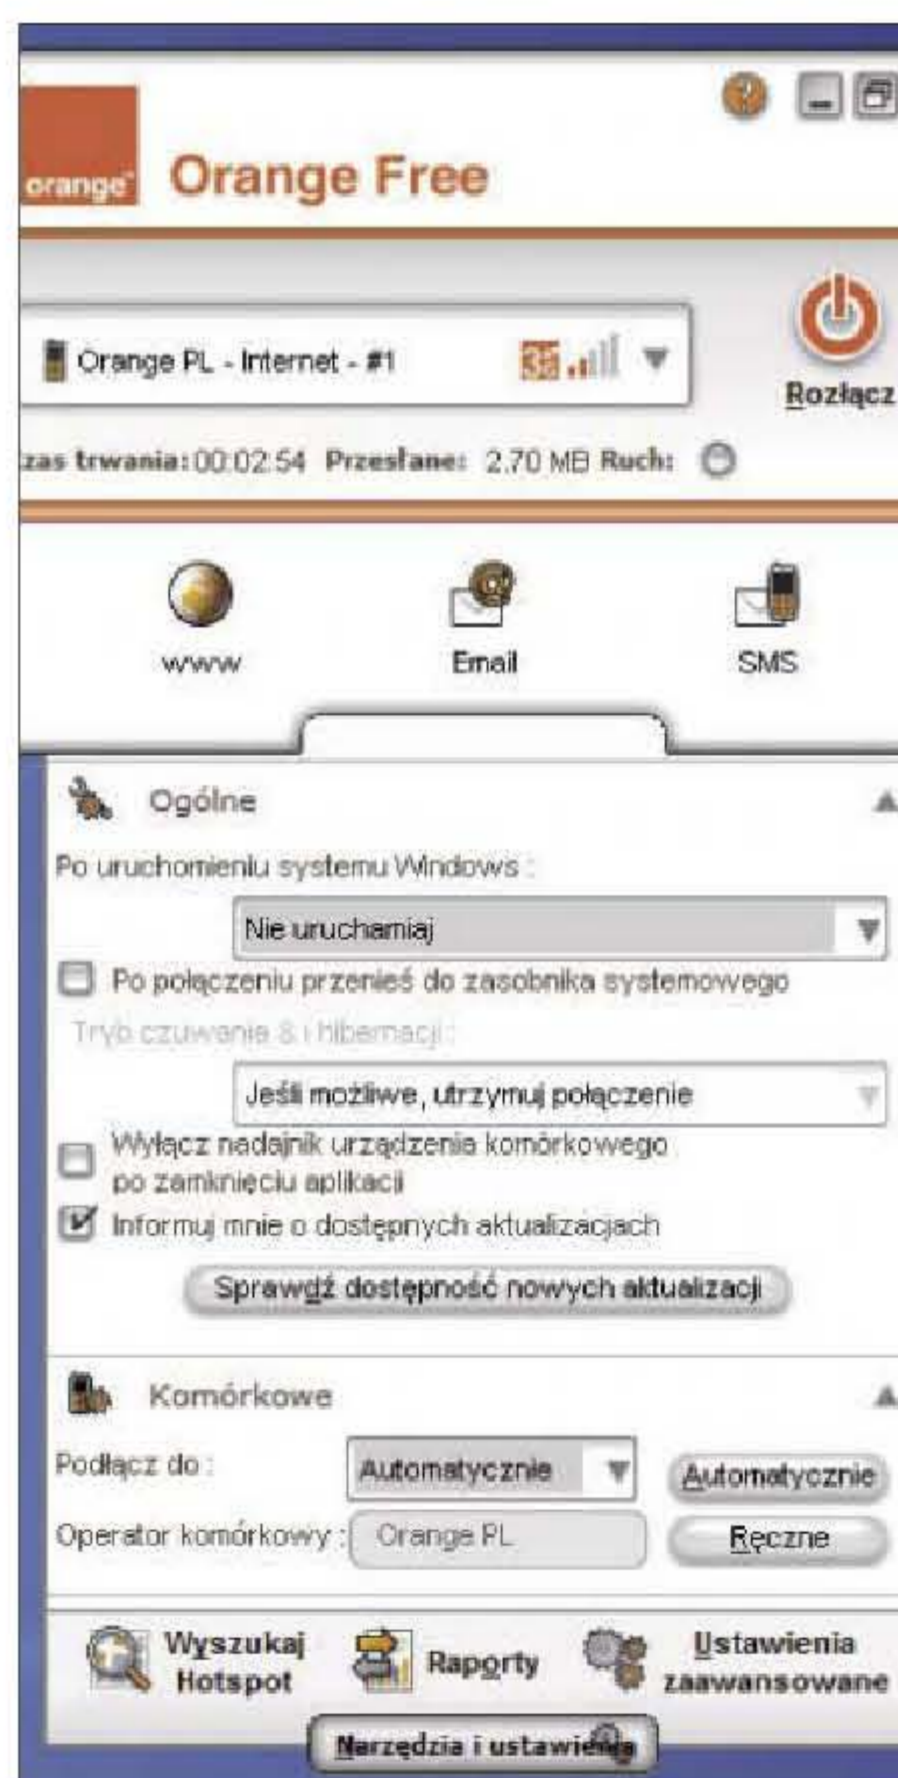 orange
Orange Free
Orange PL - Internet - #1
Rozłącz
zas trwania: 00:02:54 Przesłane: 2.70 MB Ruch:
www
Email
SMS
Ogólne
Po uruchomieniu systemu Windows :
Nie uruchamiaj
Po połączeniu przenieś do zasobnika systemowego
Tryb czuwania & i hibernacji :
Jeśli możliwe, utrzymuj połączenie
Wyłącz nadajnik urządzenia komórkowego
po zamknięciu aplikacji
Informuj mnie o dostępnych aktualizacjach
Sprawdź dostępność nowych aktualizacji
Komórkowe
Podłącz do :
Automatycznie
Automatycznie
Operator komórkowy :
Orange PL
Ręczne
Wyszukaj
Hotspot
Raporty
Ustawienia
zaawansowane
Narzędzia i ustawienia